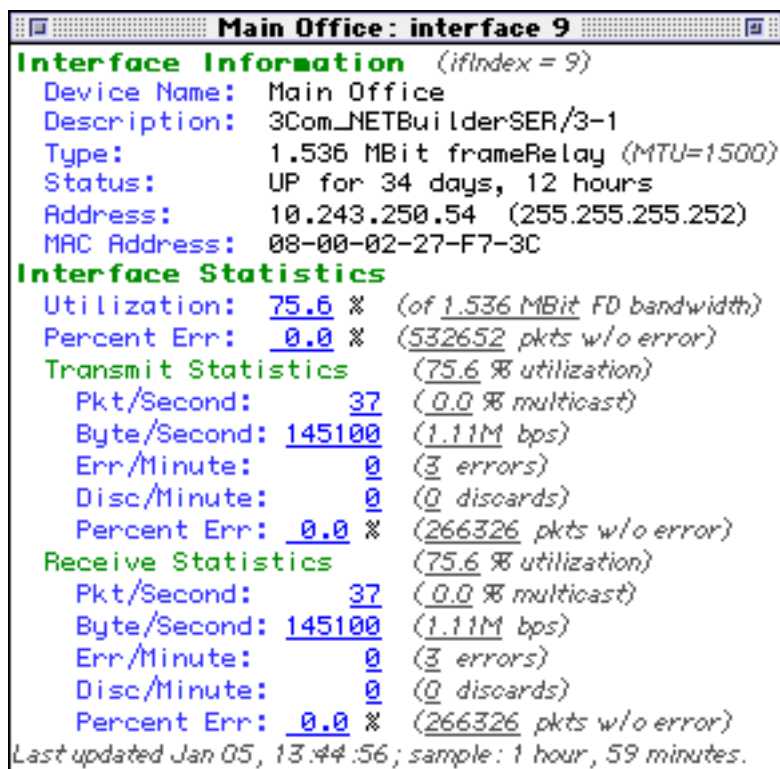 Main Office: interface 9
Interface Information (ifIndex = 9)
Device Name: Main Office
Description: 3Com_NETBuilderSER/3-1
Type: 1.536 MBit frameRelay (MTU=1500)
Status: UP for 34 days, 12 hours
Address: 10.243.250.54 (255.255.255.252)
MAC Address: 08-00-02-27-F7-3C
Interface Statistics
Utilization: 75.6 % (of 1.536 MBit FD bandwidth)
Percent Err: 0.0 % (532652 pkts w/o error)
Transmit Statistics (75.6 % utilization)
Pkt/Second: 37 (0.0 % multicast)
Byte/Second: 145100 (1.11M bps)
Err/Minute: 0 (3 errors)
Disc/Minute: 0 (0 discards)
Percent Err: 0.0 % (266326 pkts w/o error)
Receive Statistics (75.6 % utilization)
Pkt/Second: 37 (0.0 % multicast)
Byte/Second: 145100 (1.11M bps)
Err/Minute: 0 (3 errors)
Disc/Minute: 0 (0 discards)
Percent Err: 0.0 % (266326 pkts w/o error)
Last updated Jan 05, 13:44:56; sample: 1 hour, 59 minutes.